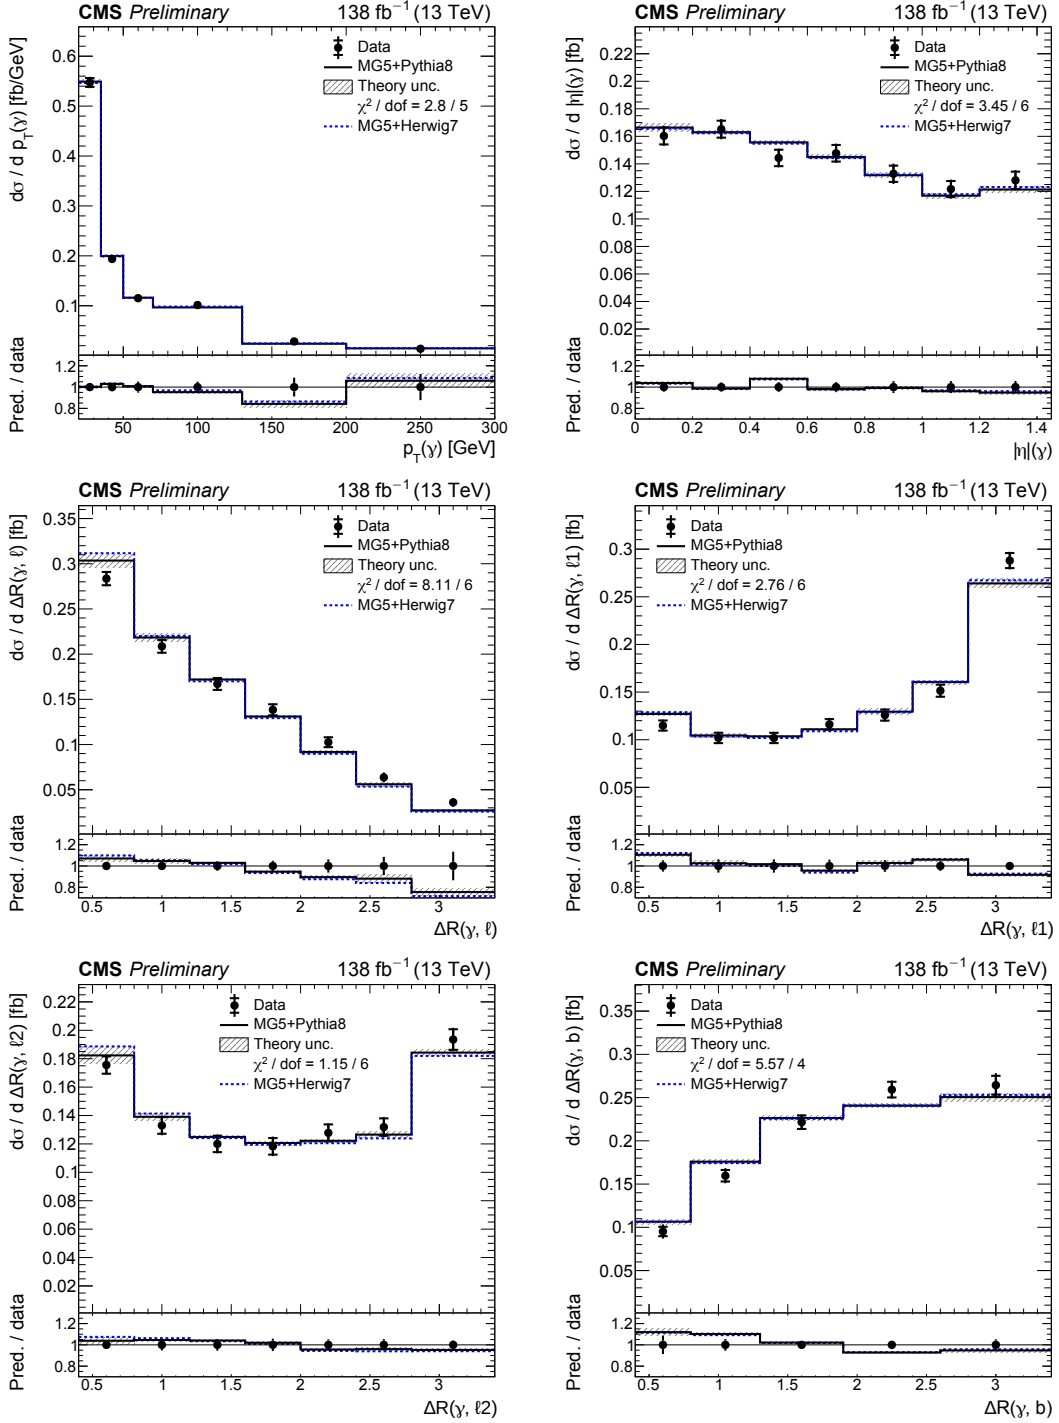 CMS Preliminary 138 fb⁻¹ (13 TeV)
dσ / d p_T(γ) [fb/GeV]
0.6
0.5
0.4
0.3
0.2
0.1
Data
MG5+Pythia8
Theory unc.
χ² / dof = 2.8 / 5
MG5+Herwig7
Pred. / data
1.2
1
0.8
50 100 150 200 250 300
p_T(γ) [GeV]
CMS Preliminary 138 fb⁻¹ (13 TeV)
dσ / d |η|(γ) [fb]
0.22
0.2
0.18
0.16
0.14
0.12
0.1
0.08
0.06
0.04
0.02
Data
MG5+Pythia8
Theory unc.
χ² / dof = 3.45 / 6
MG5+Herwig7
Pred. / data
1.2
1
0.8
0 0.2 0.4 0.6 0.8 1 1.2 1.4
|η|(γ)
CMS Preliminary 138 fb⁻¹ (13 TeV)
dσ / d ΔR(γ, ℓ) [fb]
0.35
0.3
0.25
0.2
0.15
0.1
0.05
Data
MG5+Pythia8
Theory unc.
χ² / dof = 8.11 / 6
MG5+Herwig7
Pred. / data
1.2
1
0.8
0.5 1 1.5 2 2.5 3
ΔR(γ, ℓ)
CMS Preliminary 138 fb⁻¹ (13 TeV)
dσ / d ΔR(γ, ℓ1) [fb]
0.3
0.25
0.2
0.15
0.1
0.05
Data
MG5+Pythia8
Theory unc.
χ² / dof = 2.76 / 6
MG5+Herwig7
Pred. / data
1.2
1
0.8
0.5 1 1.5 2 2.5 3
ΔR(γ, ℓ1)
CMS Preliminary 138 fb⁻¹ (13 TeV)
dσ / d ΔR(γ, ℓ2) [fb]
0.22
0.2
0.18
0.16
0.14
0.12
0.1
0.08
0.06
0.04
0.02
Data
MG5+Pythia8
Theory unc.
χ² / dof = 1.15 / 6
MG5+Herwig7
Pred. / data
1.2
1
0.8
0.5 1 1.5 2 2.5 3
ΔR(γ, ℓ2)
CMS Preliminary 138 fb⁻¹ (13 TeV)
dσ / d ΔR(γ, b) [fb]
0.35
0.3
0.25
0.2
0.15
0.1
0.05
Data
MG5+Pythia8
Theory unc.
χ² / dof = 5.57 / 4
MG5+Herwig7
Pred. / data
1.2
1
0.8
0.5 1 1.5 2 2.5 3
ΔR(γ, b)